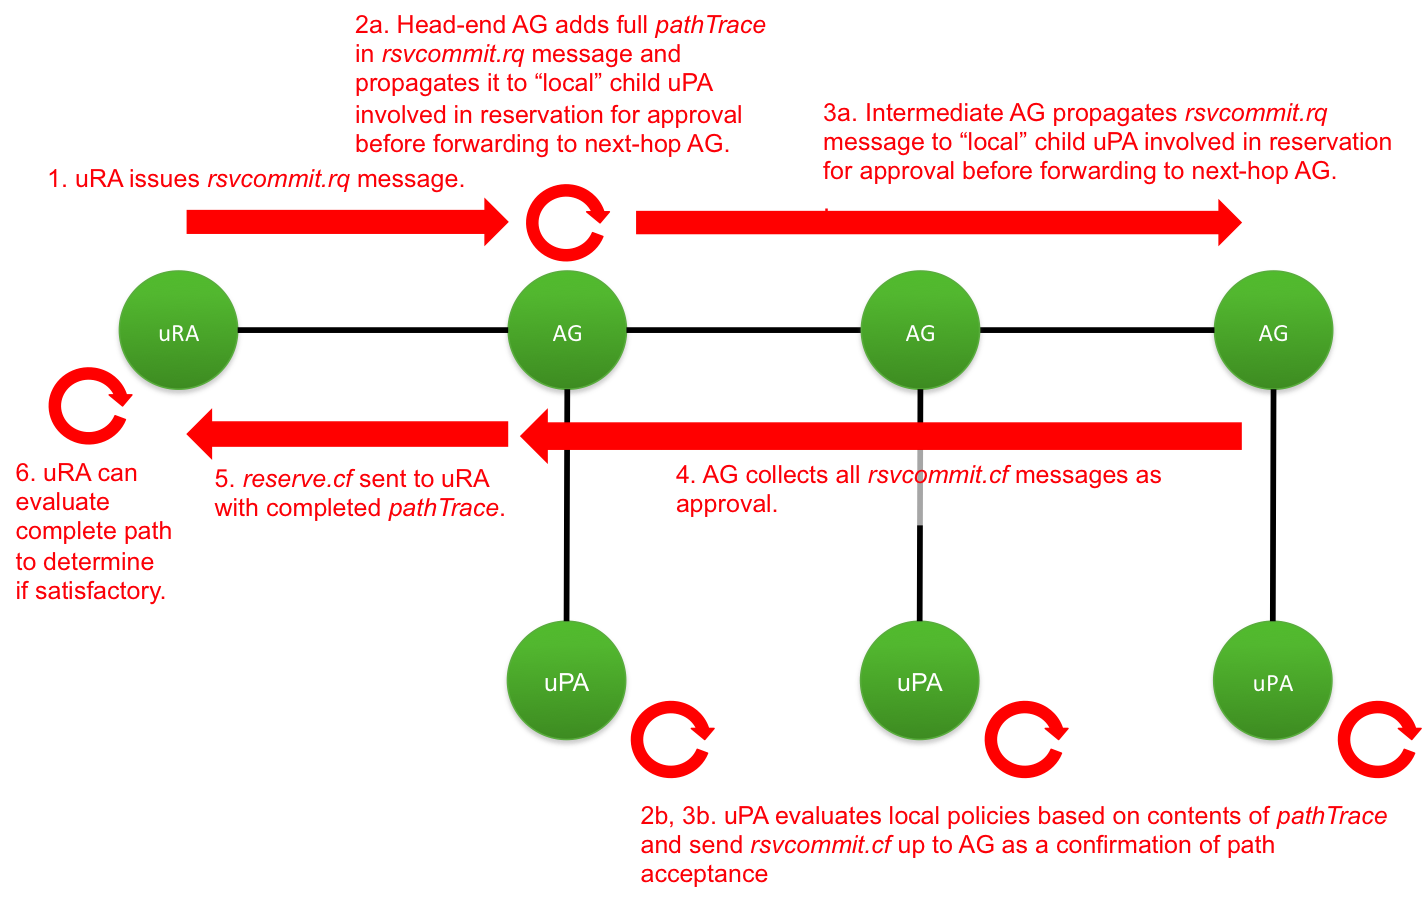 2a. Head-end AG adds full pathTrace
in rsvcommit.rq message and
propagates it to “local” child uPA
involved in reservation for approval
before forwarding to next-hop AG.
3a. Intermediate AG propagates rsvcommit.rq
message to “local” child uPA involved in reservation
for approval before forwarding to next-hop AG.
1. uRA issues rsvcommit.rq message.
uRA
AG
AG
AG
6. uRA can
evaluate
complete path
to determine
if satisfactory.
5. reserve.cf sent to uRA
with completed pathTrace.
4. AG collects all rsvcommit.cf messages as
approval.
uPA
uPA
uPA
2b, 3b. uPA evaluates local policies based on contents of pathTrace
and send rsvcommit.cf up to AG as a confirmation of path
acceptance